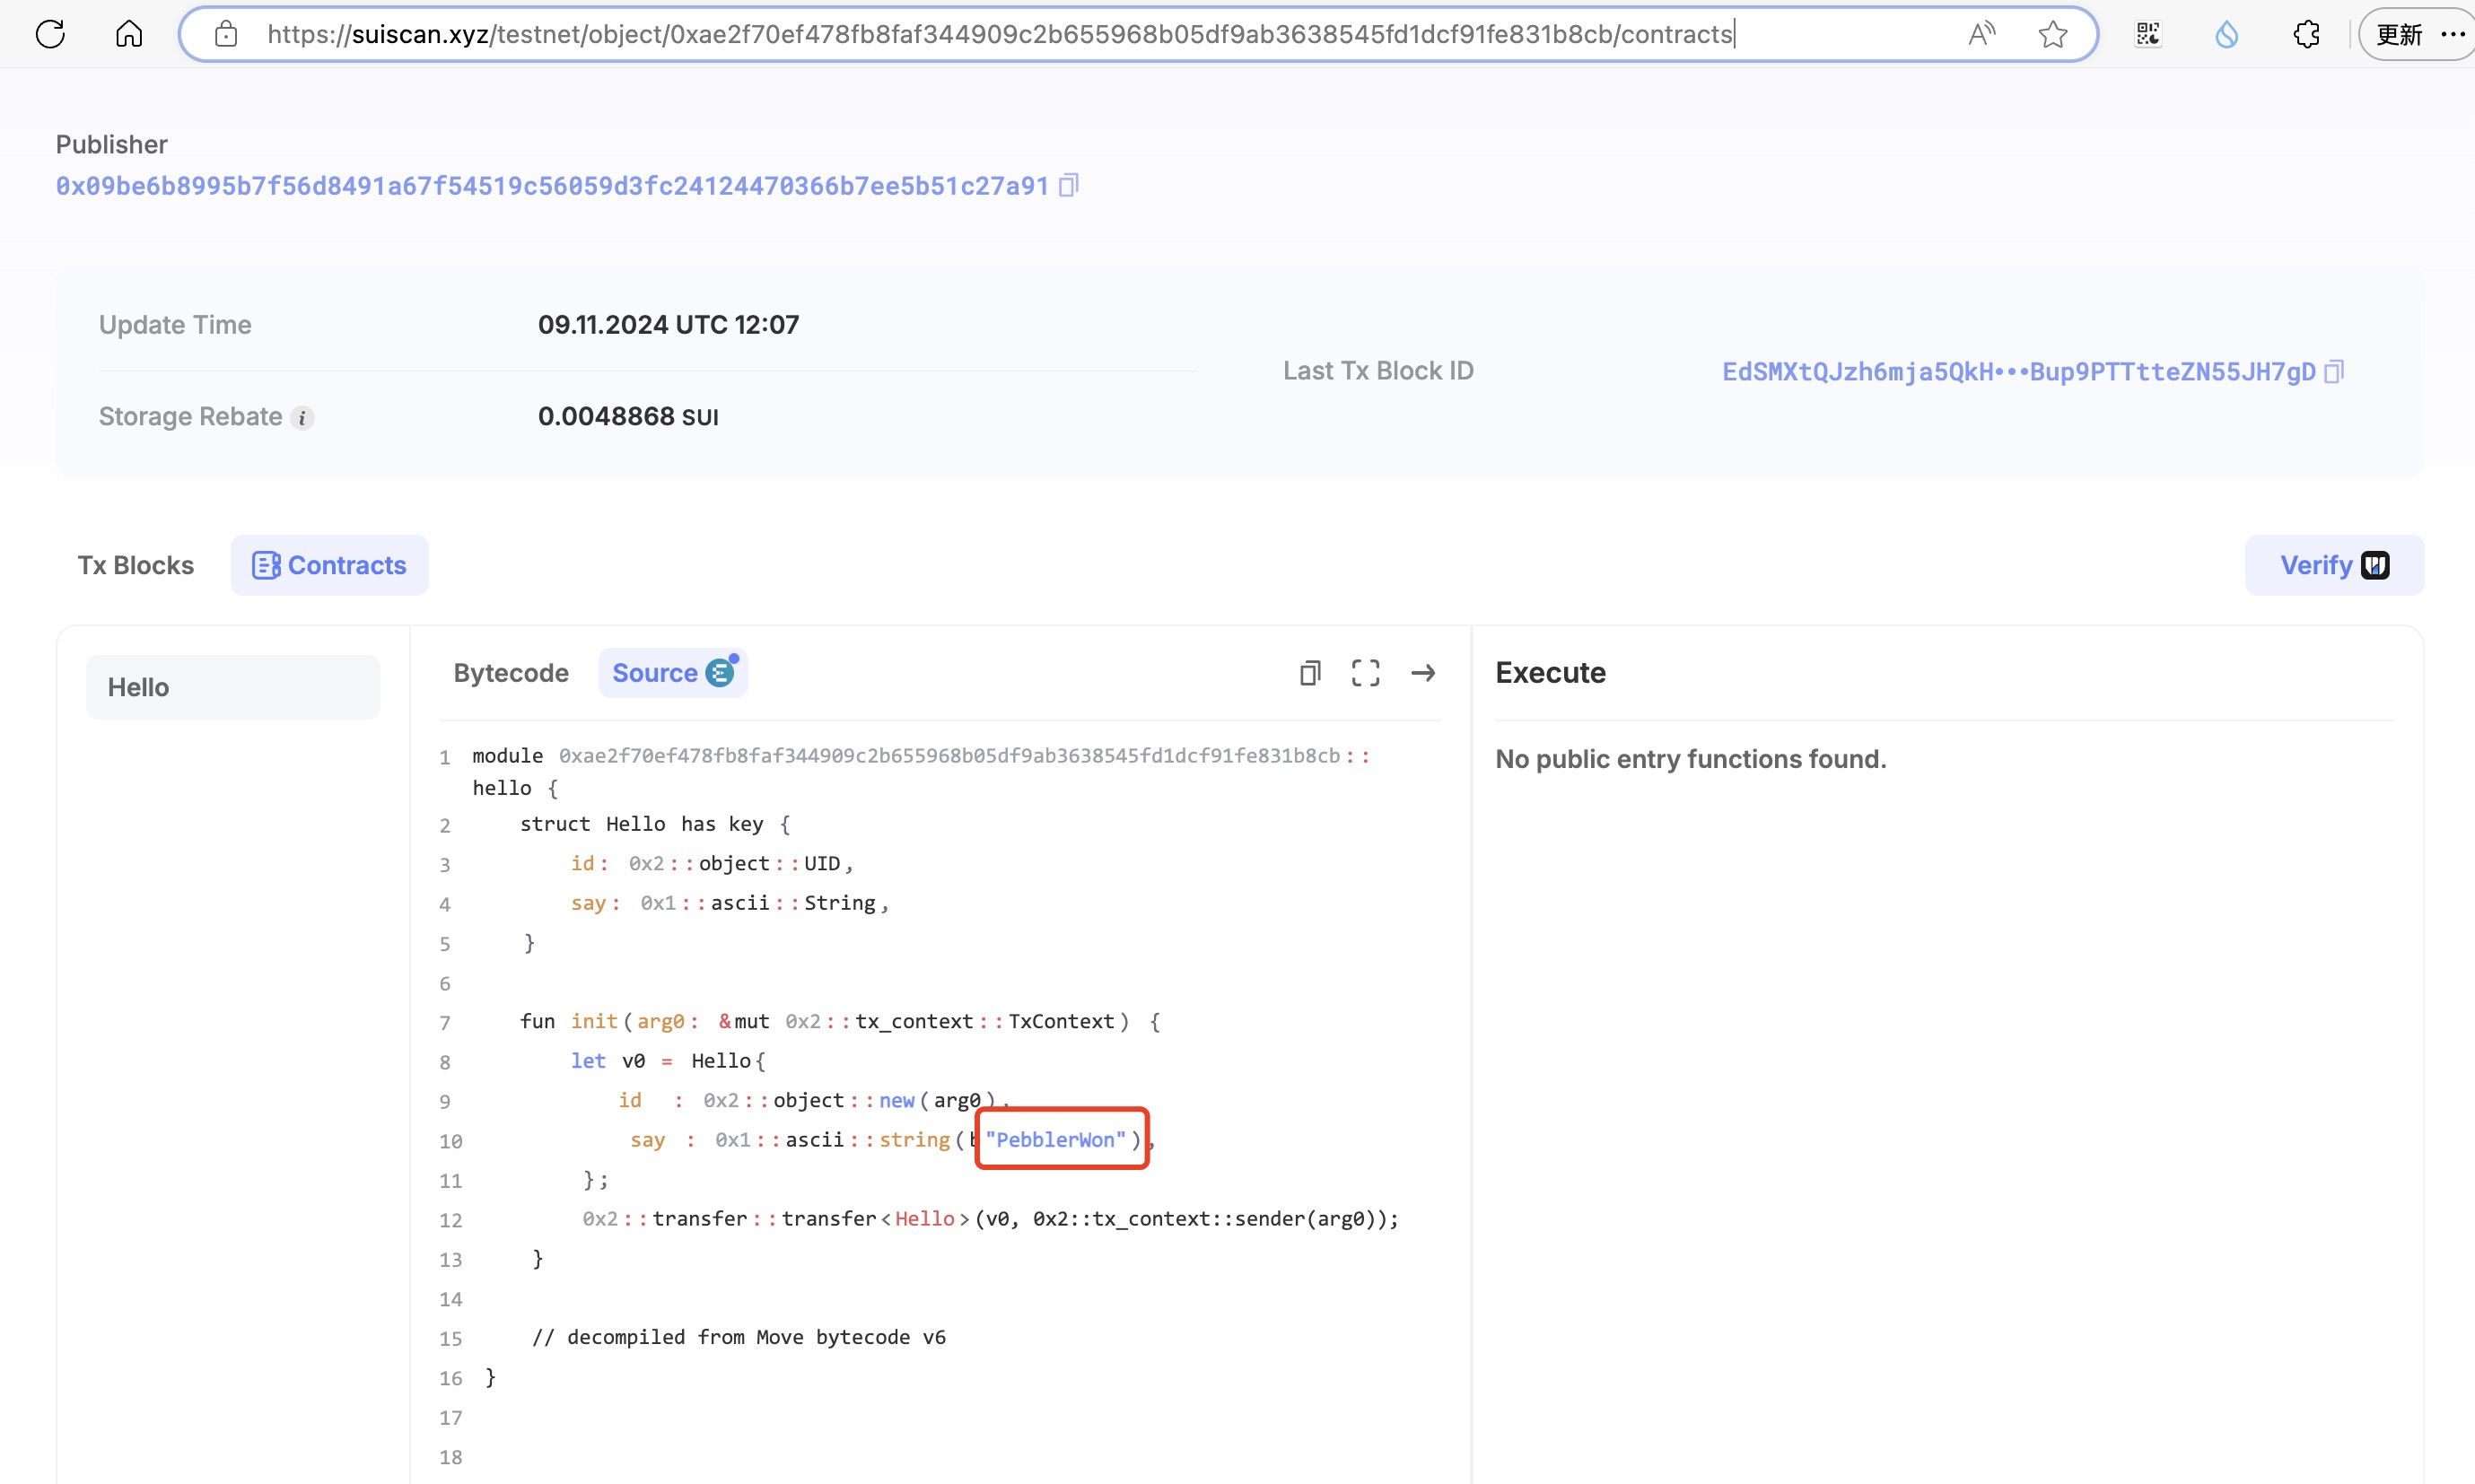 https://suiscan.xyz/testnet/object/0xae2f70ef478fb8faf344909c2b655968b05df9ab3638545fd1dcf91fe831b8cb/contracts
更新
Publisher
0x09be6b8995b7f56d8491a67f54519c56059d3fc24124470366b7ee5b51c27a91
Update Time 09.11.2024 UTC 12:07
Last Tx Block ID EdSMXtQJzh6mja5QkH•••Bup9PTTtteZN55JH7gD
Storage Rebate i 0.0048868 SUI
Tx Blocks Contracts Verify
Hello
Bytecode Source
Execute
No public entry functions found.
1 module 0xae2f70ef478fb8faf344909c2b655968b05df9ab3638545fd1dcf91fe831b8cb::
hello {
2 struct Hello has key {
3 id: 0x2::object::UID,
4 say: 0x1::ascii::String,
5 }
6
7 fun init(arg0: &mut 0x2::tx_context::TxContext) {
8 let v0 = Hello{
9 id : 0x2::object::new(arg0),
10 say : 0x1::ascii::string(b"PebblerWon"),
11 };
12 0x2::transfer::transfer<Hello>(v0, 0x2::tx_context::sender(arg0));
13 }
14
15 // decompiled from Move bytecode v6
16 }
17
18